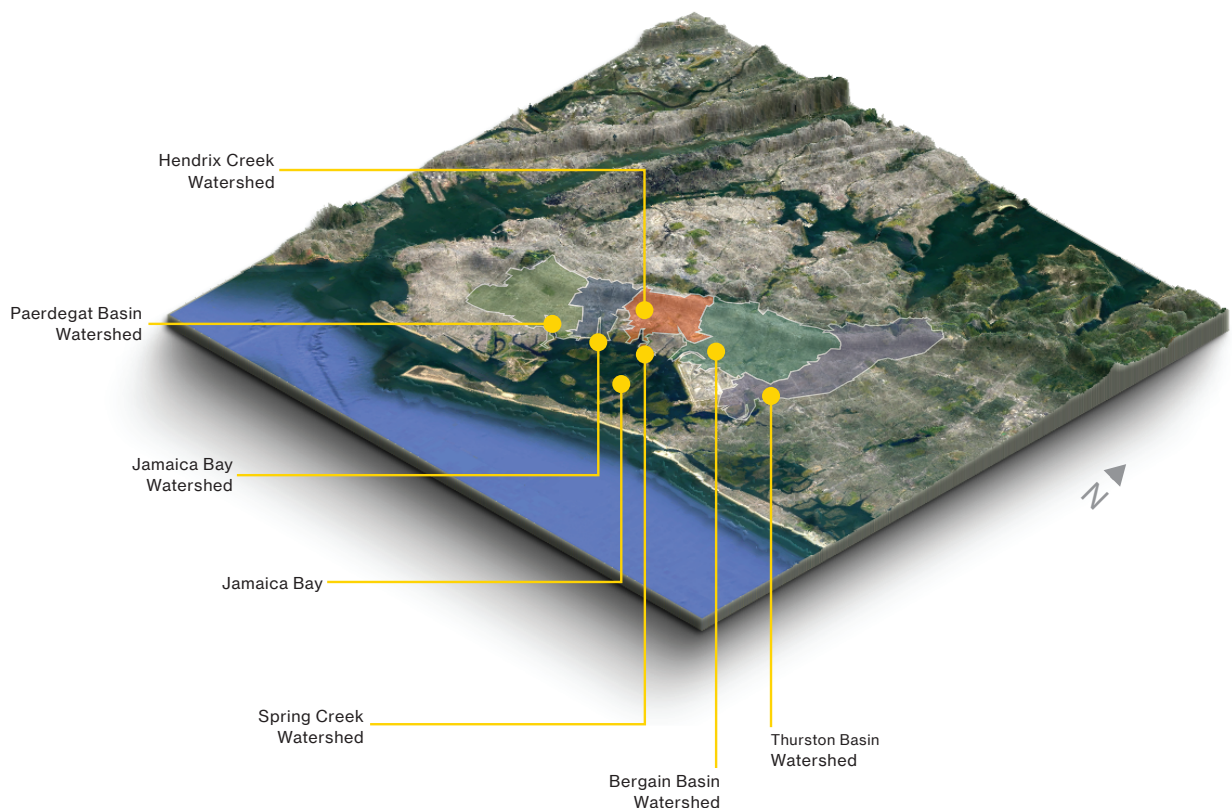 Hendrix Creek
Watershed
Paerdegat Basin
Watershed
Jamaica Bay
Watershed
N
Jamaica Bay
Spring Creek
Watershed
Thurston Basin
Watershed
Bergain Basin
Watershed